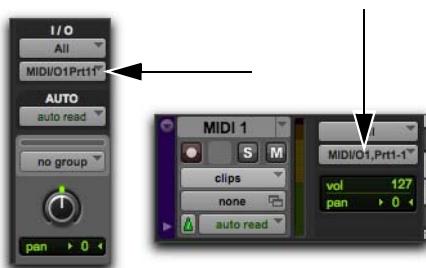 I / O
All
MIDI/O1Prt11
AUTO
auto read
no group
pan 0
MIDI 1
S M
clips
none
auto read
MIDI/O1,Prt1-1
vol 127
pan 0